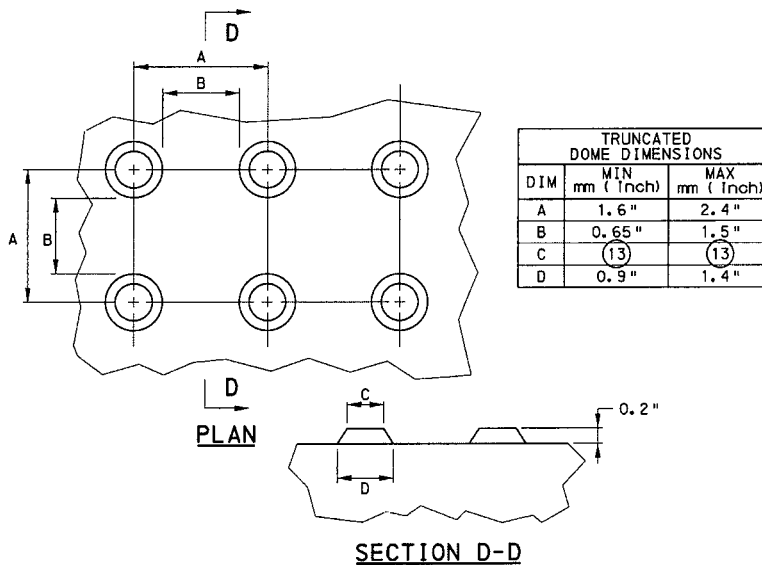 D
A
B
A
B
D
PLAN
TRUNCATED
DOME DIMENSIONS
DIM MIN mm ( Inch) MAX mm ( Inch)
A 1.6" 2.4"
B 0.65" 1.5"
C 13 13
D 0.9" 1.4"
C
0.2"
D
SECTION D-D